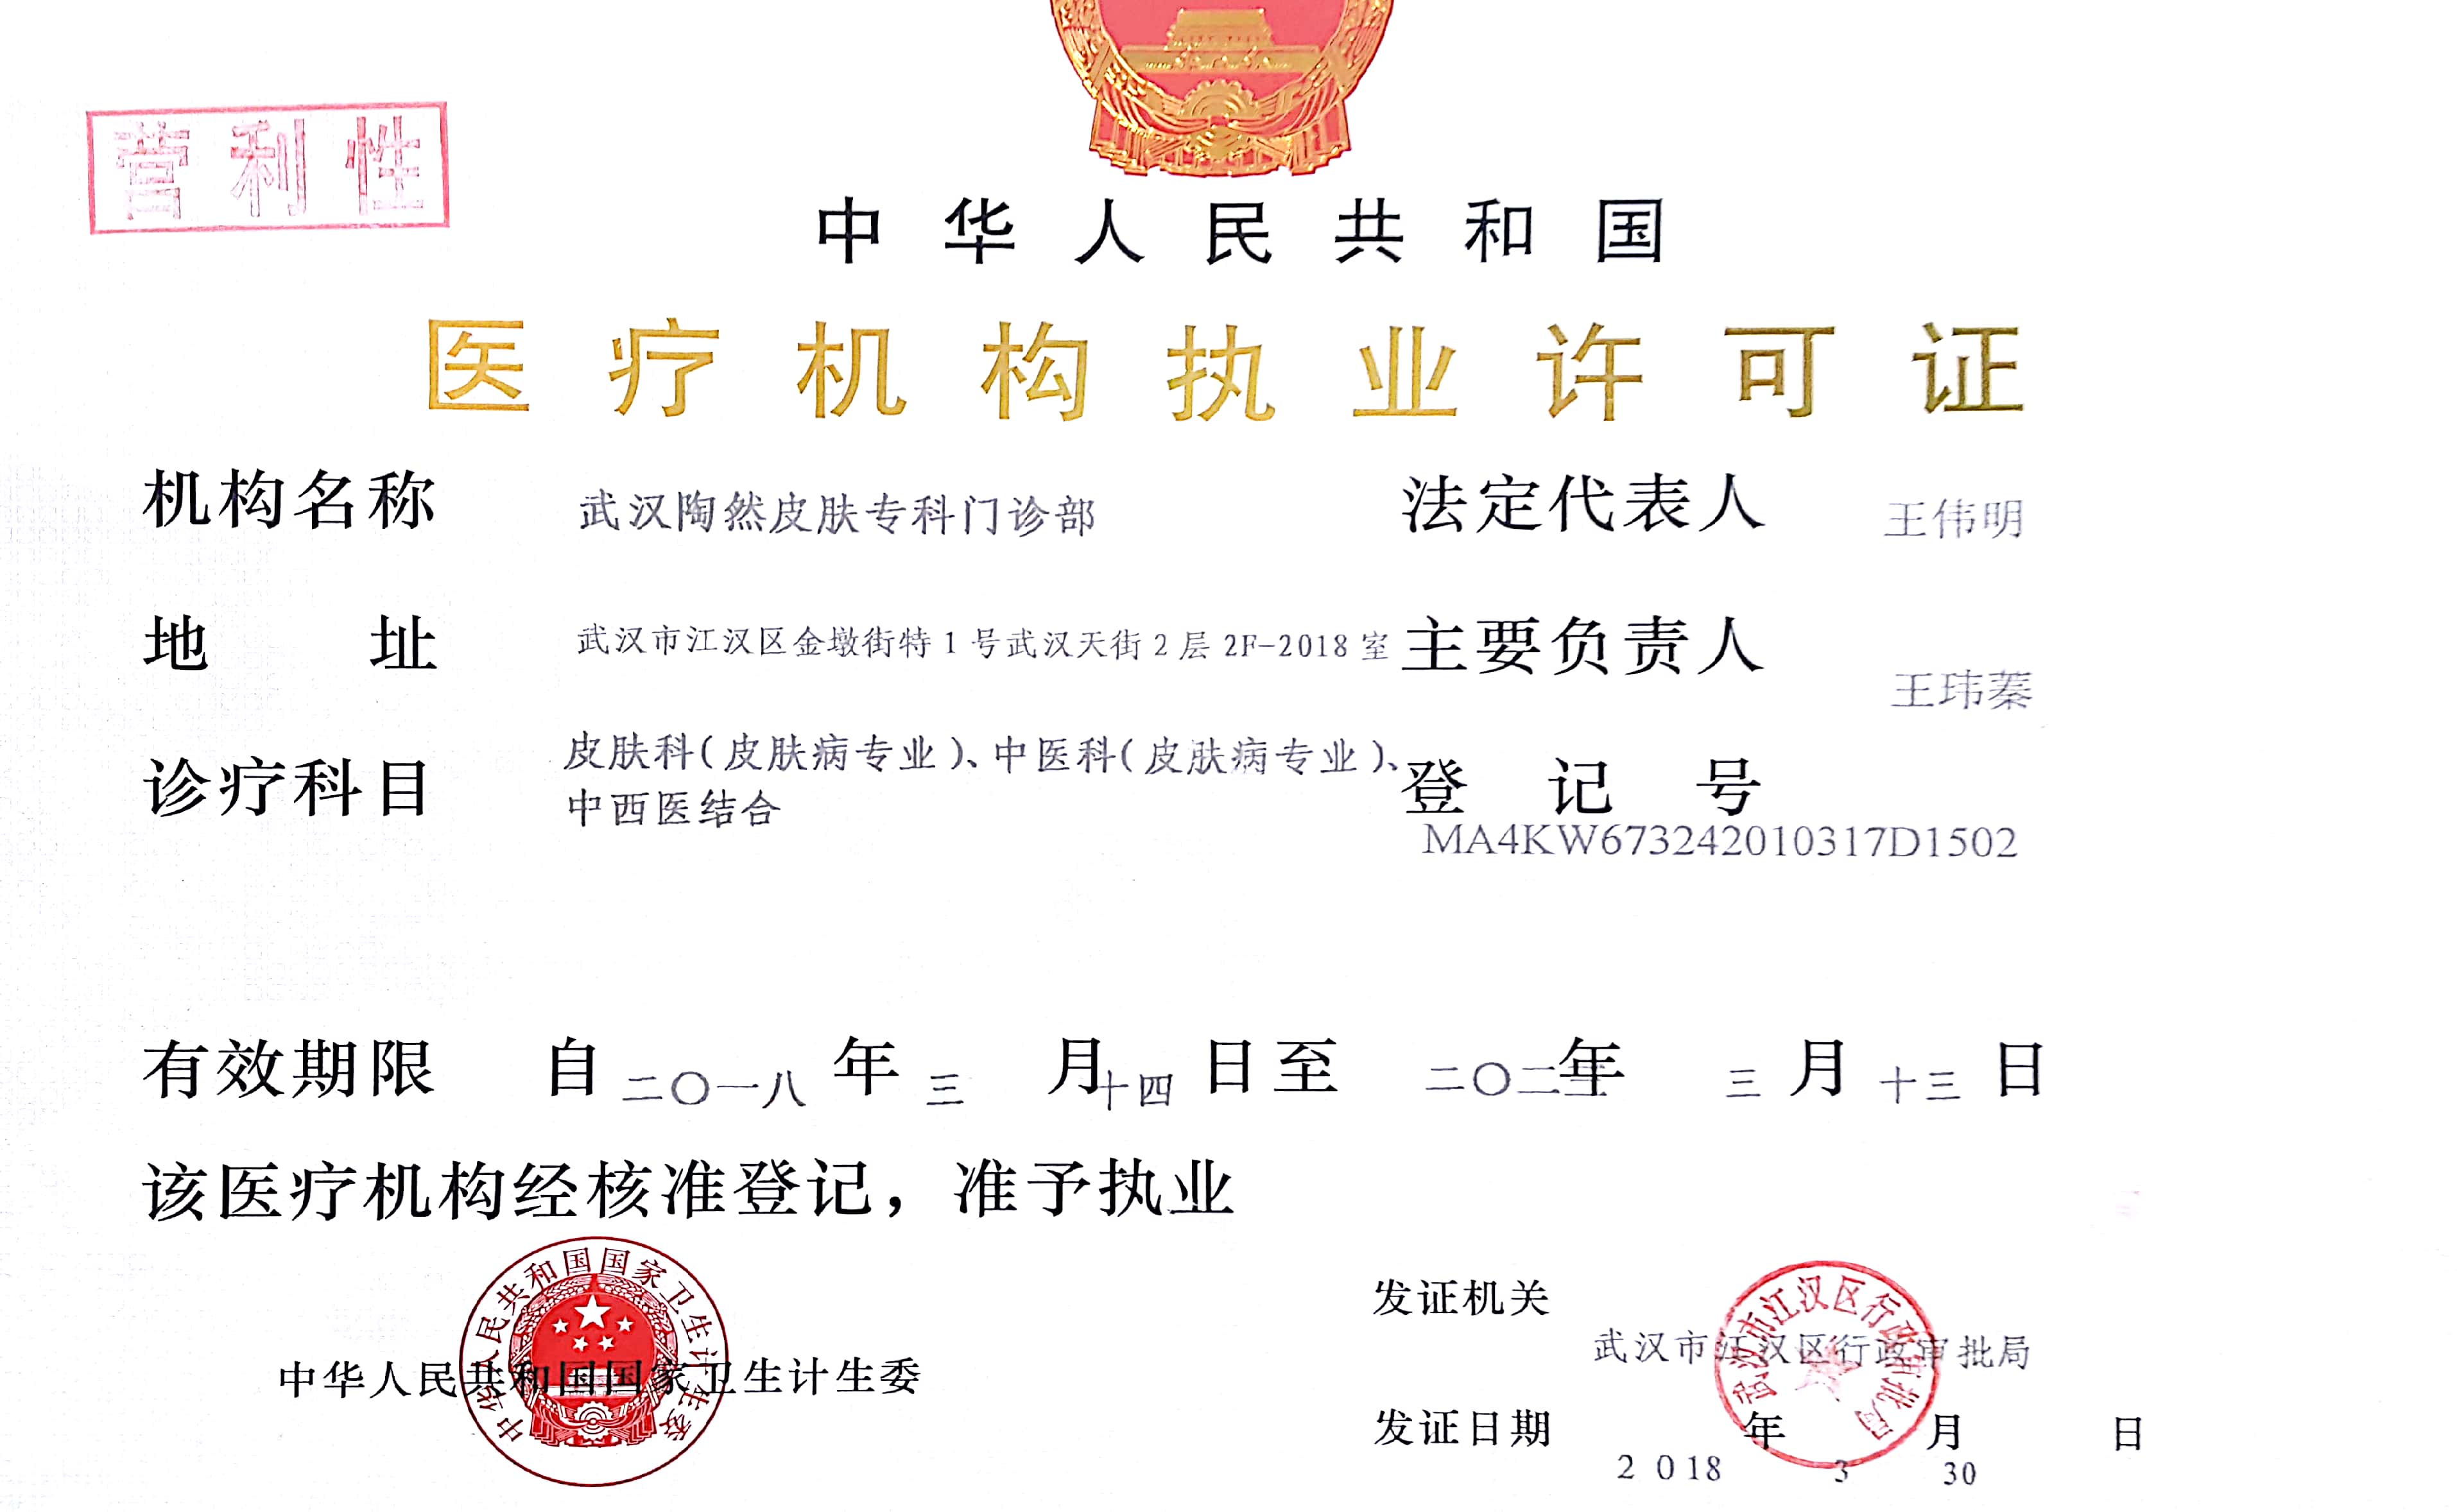 营利性
中华人民共和国
医疗机构执业许可证
机构名称 武汉陶然皮肤专科门诊部 法定代表人 王伟明
地址 武汉市江汉区金墩街特1号武汉天街2层2F-2018室 主要负责人 王玮蓁
诊疗科目 皮肤科(皮肤病专业)、中医科(皮肤病专业)、
中西医结合
登记号
MA4KW673242010317D1502
有效期限 自二〇一八年三月十四日至二〇二三年三月十三日
该医疗机构经核准登记，准予执业
中华人民共和国国家卫生计生委
中华人民共和国国家卫生计生委
发证机关
武汉市江汉区行政审批局
武汉市江汉区行政审批局
发证日期 2018年3月30日